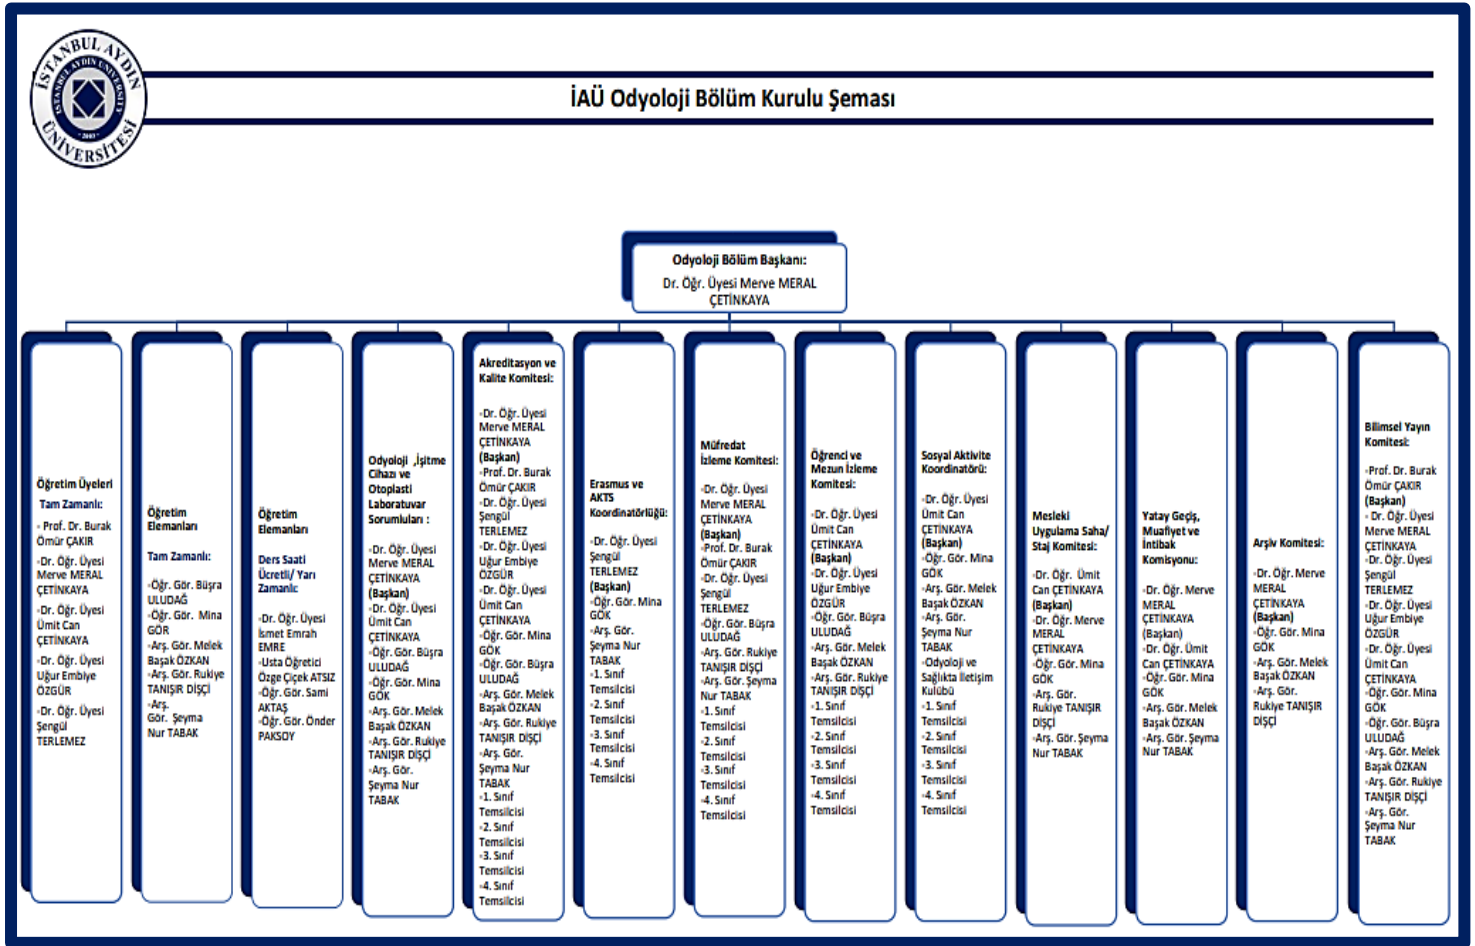 İSTANBUL AYDIN
ÜNİVERSİTESİ
ISTANBUL AYDIN UNIVERSITY
2003
İAÜ Odyoloji Bölüm Kurulu Şeması
Odyoloji Bölüm Başkanı:
Dr. Öğr. Üyesi Merve MERAL
ÇETİNKAYA
Öğretim Üyeleri
Tam Zamanlı:
- Prof. Dr. Burak
Ömür ÇAKIR
-Dr. Öğr. Üyesi
Merve MERAL
ÇETİNKAYA
-Dr. Öğr. Üyesi
Ümit Can
ÇETİNKAYA
-Dr. Öğr. Üyesi
Uğur Embiye
ÖZGÜR
-Dr. Öğr. Üyesi
Şengül
TERLEMEZ
Öğretim
Elemanları
Tam Zamanlı:
-Öğr. Gör. Büşra
ULUDAĞ
-Öğr. Gör. Mina
GÖR
-Arş. Gör. Melek
Başak ÖZKAN
-Arş. Gör. Rukiye
TANIŞIR DİŞÇİ
-Arş.
Gör. Şeyma
Nur TABAK
Öğretim
Elemanları
Ders Saati
Ücretli/ Yarı
Zamanlı:
-Dr. Öğr. Üyesi
İsmet Emrah
EMRE
-Usta Öğretici
Özge Çiçek ATSIZ
-Öğr. Gör. Sami
AKTAŞ
-Öğr. Gör. Önder
PAKSOY
Odyoloji ,İşitme
Cihazı ve
Otoplasti
Laboratuvar
Sorumluları :
-Dr. Öğr. Üyesi
Merve MERAL
ÇETİNKAYA
(Başkan)
-Dr. Öğr. Üyesi
Ümit Can
ÇETİNKAYA
-Öğr. Gör. Büşra
ULUDAĞ
-Öğr. Gör. Mina
GÖK
-Arş. Gör. Melek
Başak ÖZKAN
-Arş. Gör. Rukiye
TANIŞIR DİŞÇİ
-Arş. Gör.
Şeyma Nur
TABAK
Akreditasyon ve
Kalite Komitesi:
-Dr. Öğr. Üyesi
Merve MERAL
ÇETİNKAYA
(Başkan)
-Prof. Dr. Burak
Ömür ÇAKIR
-Dr. Öğr. Üyesi
Şengül
TERLEMEZ
-Dr. Öğr. Üyesi
Uğur Embiye
ÖZGÜR
-Dr. Öğr. Üyesi
Ümit Can
ÇETİNKAYA
-Öğr. Gör. Mina
GÖK
-Öğr. Gör. Büşra
ULUDAĞ
-Arş. Gör. Melek
Başak ÖZKAN
-Arş. Gör. Rukiye
TANIŞIR DİŞÇİ
-Arş. Gör.
Şeyma Nur
TABAK
-1. Sınıf
Temsilcisi
-2. Sınıf
Temsilcisi
-3. Sınıf
Temsilcisi
-4. Sınıf
Temsilcisi
Erasmus ve
AKTS
Koordinatörlüğü:
-Dr. Öğr. Üyesi
Şengül
TERLEMEZ
(Başkan)
-Öğr. Gör. Mina
GÖK
-Arş. Gör.
Şeyma Nur
TABAK
-1. Sınıf
Temsilcisi
-2. Sınıf
Temsilcisi
-3. Sınıf
Temsilcisi
-4. Sınıf
Temsilcisi
Müfredat
İzleme Komitesi:
-Dr. Öğr. Üyesi
Merve MERAL
ÇETİNKAYA
(Başkan)
-Prof. Dr. Burak
Ömür ÇAKIR
-Dr. Öğr. Üyesi
Şengül
TERLEMEZ
-Öğr. Gör. Büşra
ULUDAĞ
-Arş. Gör. Rukiye
TANIŞIR DİŞÇİ
-Arş. Gör. Şeyma
Nur TABAK
-1. Sınıf
Temsilcisi
-2. Sınıf
Temsilcisi
-3. Sınıf
Temsilcisi
-4. Sınıf
Temsilcisi
Öğrenci ve
Mezun İzleme
Komitesi:
-Dr. Öğr. Üyesi
Ümit Can
ÇETİNKAYA
(Başkan)
-Dr. Öğr. Üyesi
Uğur Embiye
ÖZGÜR
-Öğr. Gör. Büşra
ULUDAĞ
-Arş. Gör. Melek
Başak ÖZKAN
-Arş. Gör. Rukiye
TANIŞIR DİŞÇİ
-1. Sınıf
Temsilcisi
-2. Sınıf
Temsilcisi
-3. Sınıf
Temsilcisi
-4. Sınıf
Temsilcisi
Sosyal Aktivite
Koordinatörü:
-Dr. Öğr. Üyesi
Ümit Can
ÇETİNKAYA
(Başkan)
-Öğr. Gör. Mina
GÖK
-Arş. Gör. Melek
Başak ÖZKAN
-Arş. Gör.
Şeyma Nur
TABAK
-Odyoloji ve
Sağlıkta İletişim
Kulübü
-1. Sınıf
Temsilcisi
-2. Sınıf
Temsilcisi
-3. Sınıf
Temsilcisi
-4. Sınıf
Temsilcisi
Mesleki
Uygulama Saha/
Staj Komitesi:
-Dr. Öğr. Ümit
Can ÇETİNKAYA
(Başkan)
-Dr. Öğr. Merve
MERAL
ÇETİNKAYA
-Öğr. Gör. Mina
GÖK
-Arş. Gör.
Rukiye TANIŞIR
DİŞÇİ
-Arş. Gör. Şeyma
Nur TABAK
Yatay Geçiş,
Muafiyet ve
İntibak
Komisyonu:
-Dr. Öğr. Merve
MERAL
ÇETİNKAYA
(Başkan)
-Dr. Öğr. Ümit
Can ÇETİNKAYA
-Öğr. Gör. Mina
GÖK
-Arş. Gör. Melek
Başak ÖZKAN
-Arş. Gör. Şeyma
Nur TABAK
Arşiv Komitesi:
-Dr. Öğr. Merve
MERAL
ÇETİNKAYA
(Başkan)
-Öğr. Gör. Mina
GÖK
-Arş. Gör. Melek
Başak ÖZKAN
-Arş. Gör.
Rukiye TANIŞIR
DİŞÇİ
Bilimsel Yayın
Komitesi:
-Prof. Dr. Burak
Ömür ÇAKIR
(Başkan)
- Dr. Öğr. Üyesi
Merve MERAL
ÇETİNKAYA
-Dr. Öğr. Üyesi
Şengül
TERLEMEZ
-Dr. Öğr. Üyesi
Uğur Embiye
ÖZGÜR
-Dr. Öğr. Üyesi
Ümit Can
ÇETİNKAYA
-Öğr. Gör. Mina
GÖK
-Öğr. Gör. Büşra
ULUDAĞ
-Arş. Gör. Melek
Başak ÖZKAN
-Arş. Gör. Rukiye
TANIŞIR DİŞÇİ
-Arş. Gör.
Şeyma Nur
TABAK